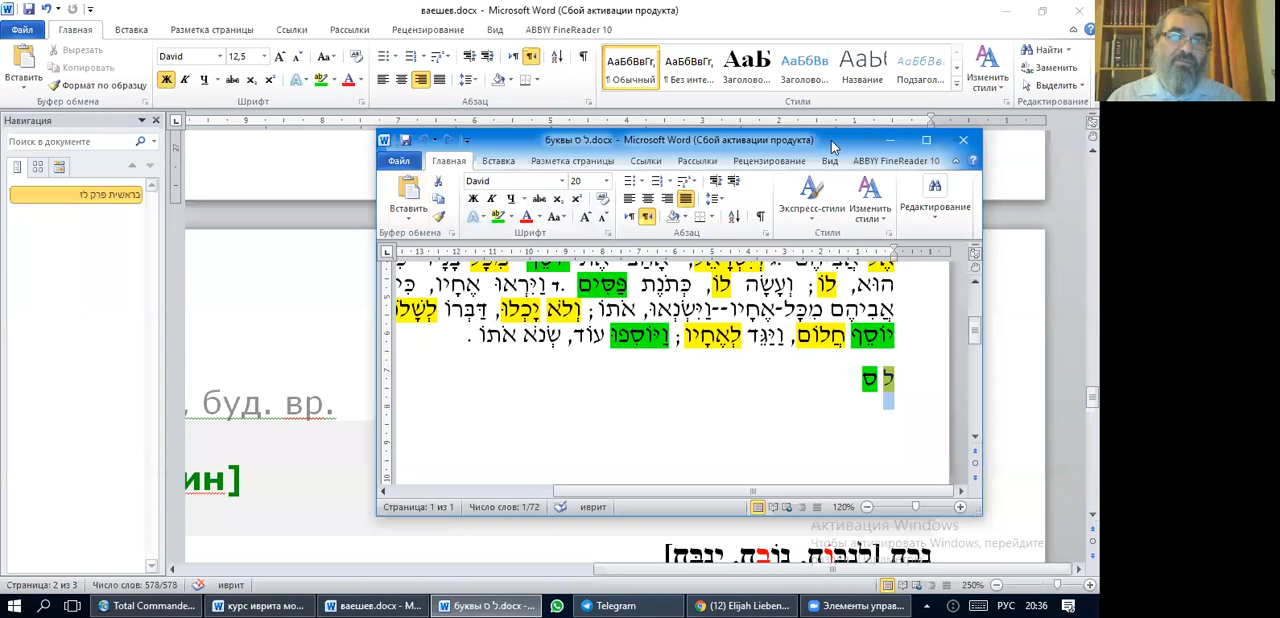 ваешев.docx - Microsoft Word (Сбой активации продукта)
Файл Главная Вставка Разметка страницы Ссылки Рассылки Рецензирование Вид ABBYY FineReader 10
Вставить
Вырезать
Копировать
Формат по образцу
Буфер обмена
David 12,5
Ж К Ч abc x₂ x²
Шрифт
Абзац
АаБбВвГг, ¶ Обычный
АаБбВвГг, ¶ Без инте...
АаБ Заголово...
АаБбВв Заголово...
АаБбВ Название
АаБбВв Подзагол...
Изменить стили
Стили
Найти
Заменить
Выделить
Редактирование
Навигация
Поиск в документе
בראשית פרק לז
буквы ל ס.docx - Microsoft Word (Сбой активации продукта)
Файл Главная Вставка Разметка страницы Ссылки Рассылки Рецензирование Вид ABBYY FineReader 10
Вставить
Буфер обмена
David 20
Ж К Ч abc x₂ x²
Шрифт
Абзац
Экспресс-стили
Изменить стили
Стили
Редактирование
הוּא, לוֹ; וְעָשָׂה לוֹ, כְּתֹנֶת פַּסִּים .ד וַיִּרְאוּ אֶחָיו, כִּי
אֲבִיהֶם מִכָּל-אֶחָיו--וַיִּשְׂנְאוּ, אֹתוֹ; וְלֹא יָכְלוּ, דַּבְּרוֹ לְשָׁלֹ
יוֹסֵף חֲלוֹם, וַיַּגֵּד לְאֶחָיו; וַיּוֹסִפוּ עוֹד, שְׂנֹא אֹתוֹ .
ל ס
Страница: 1 из 1 Число слов: 1/72 иврит 120%
, буд. вр.
ин]
Активация Windows
Чтобы активировать Windows, перейдите
Страница: 2 из 3 Число слов: 578/578 иврит 250%
Total Commande...
курс иврита мо...
ваешев.docx - M...
буквы ל ס.docx -...
Telegram
(12) Elijah Lieben...
Элементы управ...
РУС 20:36